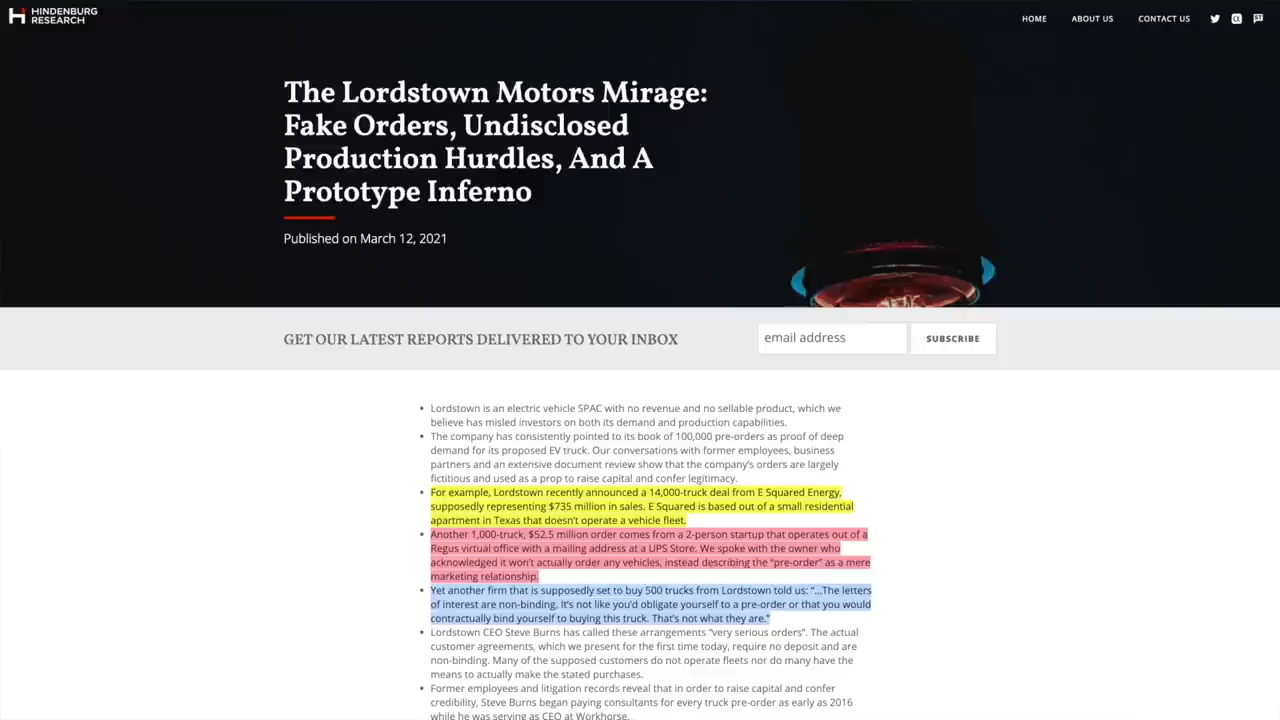 HINDENBURG
RESEARCH
HOME ABOUT US CONTACT US
The Lordstown Motors Mirage:
Fake Orders, Undisclosed
Production Hurdles, And A
Prototype Inferno
Published on March 12, 2021
GET OUR LATEST REPORTS DELIVERED TO YOUR INBOX
email address
SUBSCRIBE
• Lordstown is an electric vehicle SPAC with no revenue and no sellable product, which we
believe has misled investors on both its demand and production capabilities.
• The company has consistently pointed to its book of 100,000 pre-orders as proof of deep
demand for its proposed EV truck. Our conversations with former employees, business
partners and an extensive document review show that the company's orders are largely
fictitious and used as a prop to raise capital and confer legitimacy.
• For example, Lordstown recently announced a 14,000-truck deal from E Squared Energy,
supposedly representing $735 million in sales. E Squared is based out of a small residential
apartment in Texas that doesn't operate a vehicle fleet.
• Another 1,000-truck, $52.5 million order comes from a 2-person startup that operates out of a
Regus virtual office with a mailing address at a UPS Store. We spoke with the owner who
acknowledged it won't actually order any vehicles, instead describing the "pre-order" as a mere
marketing relationship.
• Yet another firm that is supposedly set to buy 500 trucks from Lordstown told us: "…The letters
of interest are non-binding. It's not like you'd obligate yourself to a pre-order or that you would
contractually bind yourself to buying this truck. That's not what they are."
• Lordstown CEO Steve Burns has called these arrangements "very serious orders". The actual
customer agreements, which we present for the first time today, require no deposit and are
non-binding. Many of the supposed customers do not operate fleets nor do many have the
means to actually make the stated purchases.
• Former employees and litigation records reveal that in order to raise capital and confer
credibility, Steve Burns began paying consultants for every truck pre-order as early as 2016
while he was serving as CEO at Workhorse.